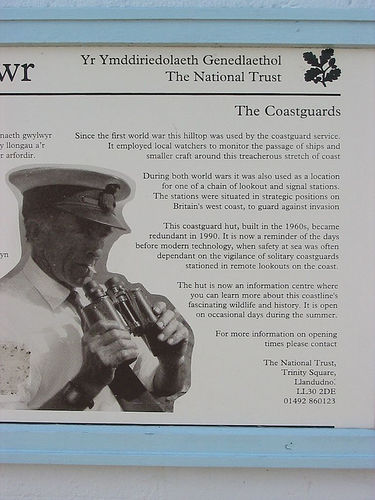 wr
Yr Ymddiriedolaeth Genedlaethol
The National Trust
The Coastguards
naeth gwylwyr
y llongau a'r
r arfordir.
yn
Since the first world war this hilltop was used by the coastguard service.
It employed local watchers to monitor the passage of ships and
smaller craft around this treacherous stretch of coast
During both world wars it was also used as a location
for one of a chain of lookout and signal stations.
The stations were situated in strategic positions on
Britain's west coast, to guard against invasion
This coastguard hut, built in the 1960s, became
redundant in 1990. It is now a reminder of the days
before modern technology, when safety at sea was often
dependant on the vigilance of solitary coastguards
stationed in remote lookouts on the coast.
The hut is now an information centre where
you can learn more about this coastline's
fascinating wildlife and history. It is open
on occasional days during the summer.
For more information on opening
times please contact
The National Trust,
Trinity Square,
Llandudno.
LL30 2DE
01492 860123